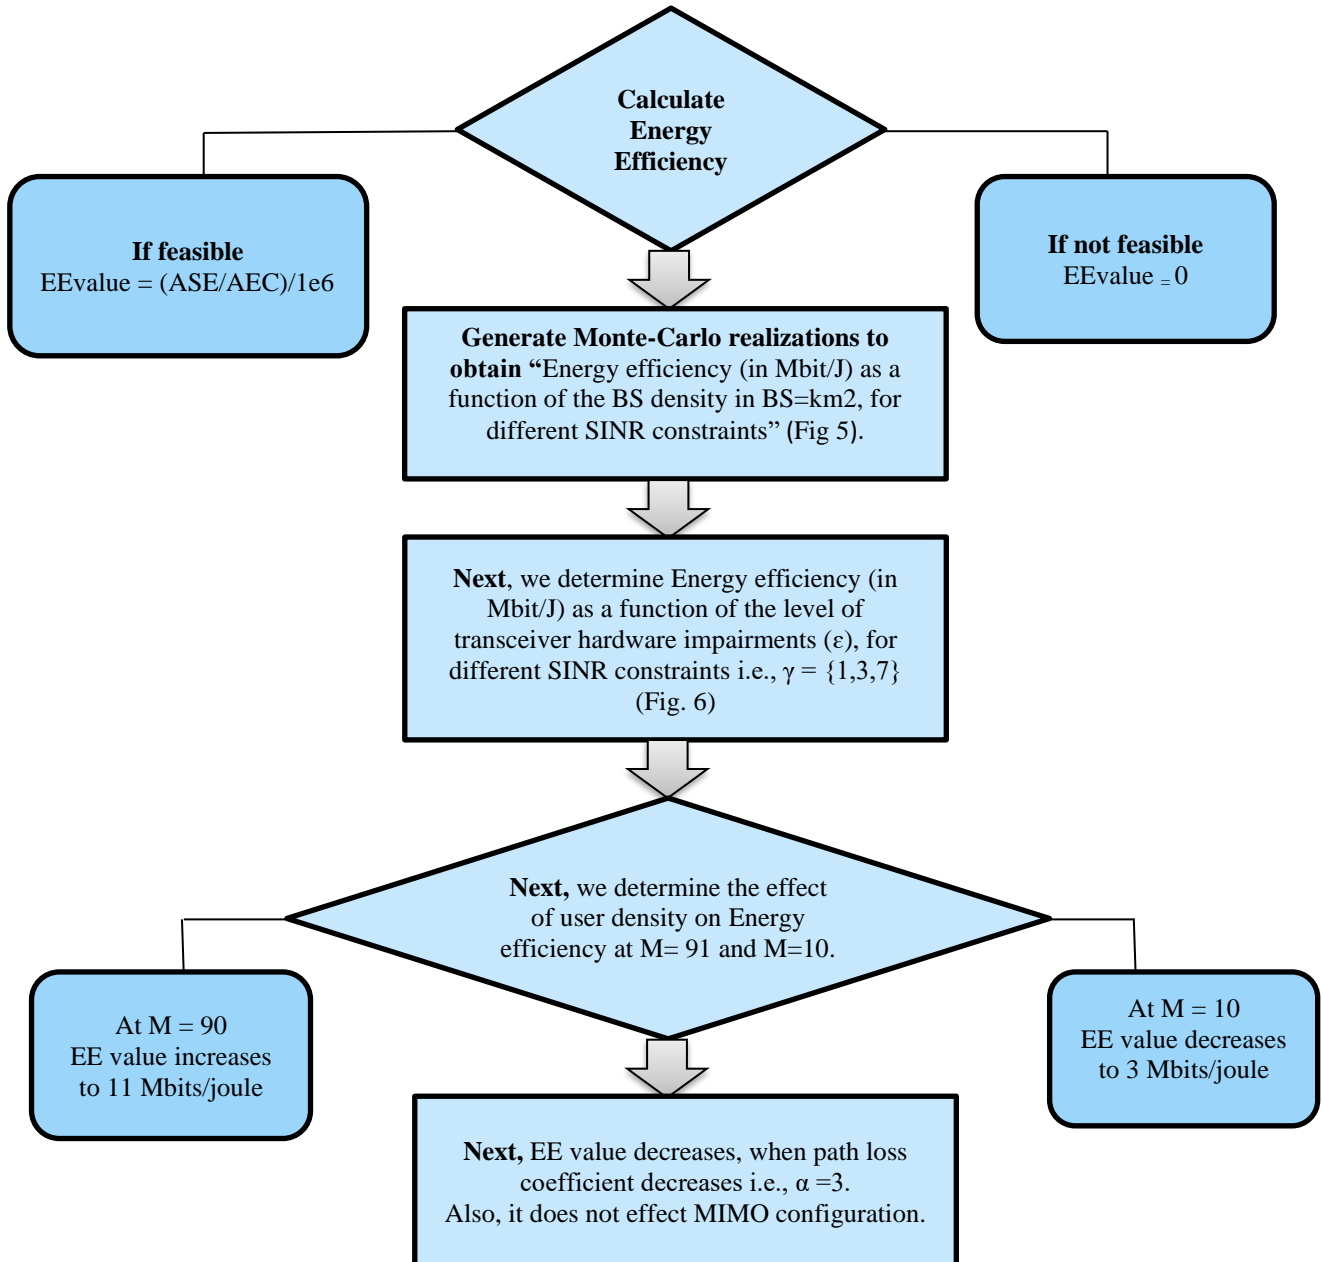 Calculate
Energy
Efficiency
If feasible
EEvalue = (ASE/AEC)/1e6
If not feasible
EEvalue = 0
Generate Monte-Carlo realizations to
obtain “Energy efficiency (in Mbit/J) as a
function of the BS density in BS=km2, for
different SINR constraints” (Fig 5).
Next, we determine Energy efficiency (in
Mbit/J) as a function of the level of
transceiver hardware impairments (ε), for
different SINR constraints i.e., γ = {1,3,7}
(Fig. 6)
Next, we determine the effect
of user density on Energy
efficiency at M= 91 and M=10.
At M = 90
EE value increases
to 11 Mbits/joule
At M = 10
EE value decreases
to 3 Mbits/joule
Next, EE value decreases, when path loss
coefficient decreases i.e., α =3.
Also, it does not effect MIMO configuration.